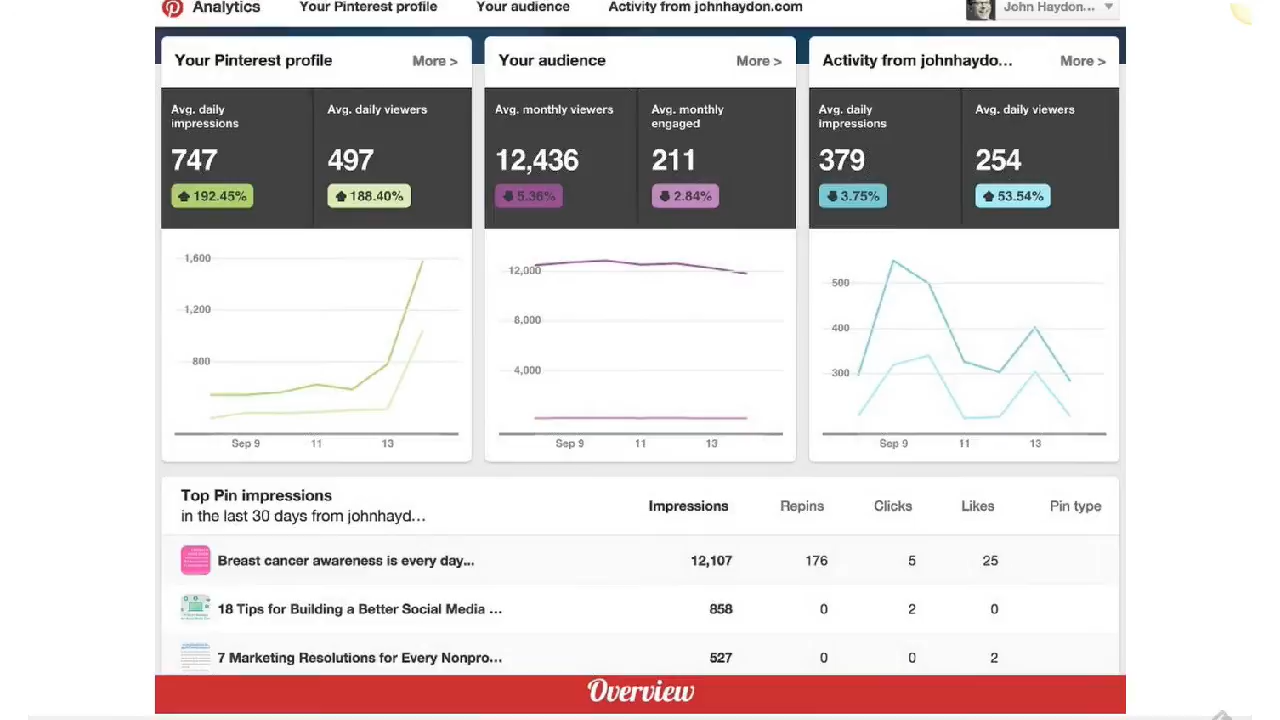 Analytics
Your Pinterest profile
Your audience
Activity from johnhaydon.com
John Haydon...
Your Pinterest profile
More >
Avg. daily
impressions
747
192.45%
Avg. daily viewers
497
188.40%
1,600
1,200
800
Sep 9
11
13
Your audience
More >
Avg. monthly viewers
12,436
5.36%
Avg. monthly
engaged
211
2.84%
12,000
8,000
4,000
Sep 9
11
13
Activity from johnhaydo...
More >
Avg. daily
impressions
379
3.75%
Avg. daily viewers
254
53.54%
500
400
300
Sep 9
11
13
Top Pin impressions
in the last 30 days from johnhayd...
Impressions Repins Clicks Likes Pin type
Breast cancer awareness is every day... 12,107 176 5 25
18 Tips for Building a Better Social Media ... 858 0 2 0
7 Marketing Resolutions for Every Nonpro... 527 0 0 2
Overview